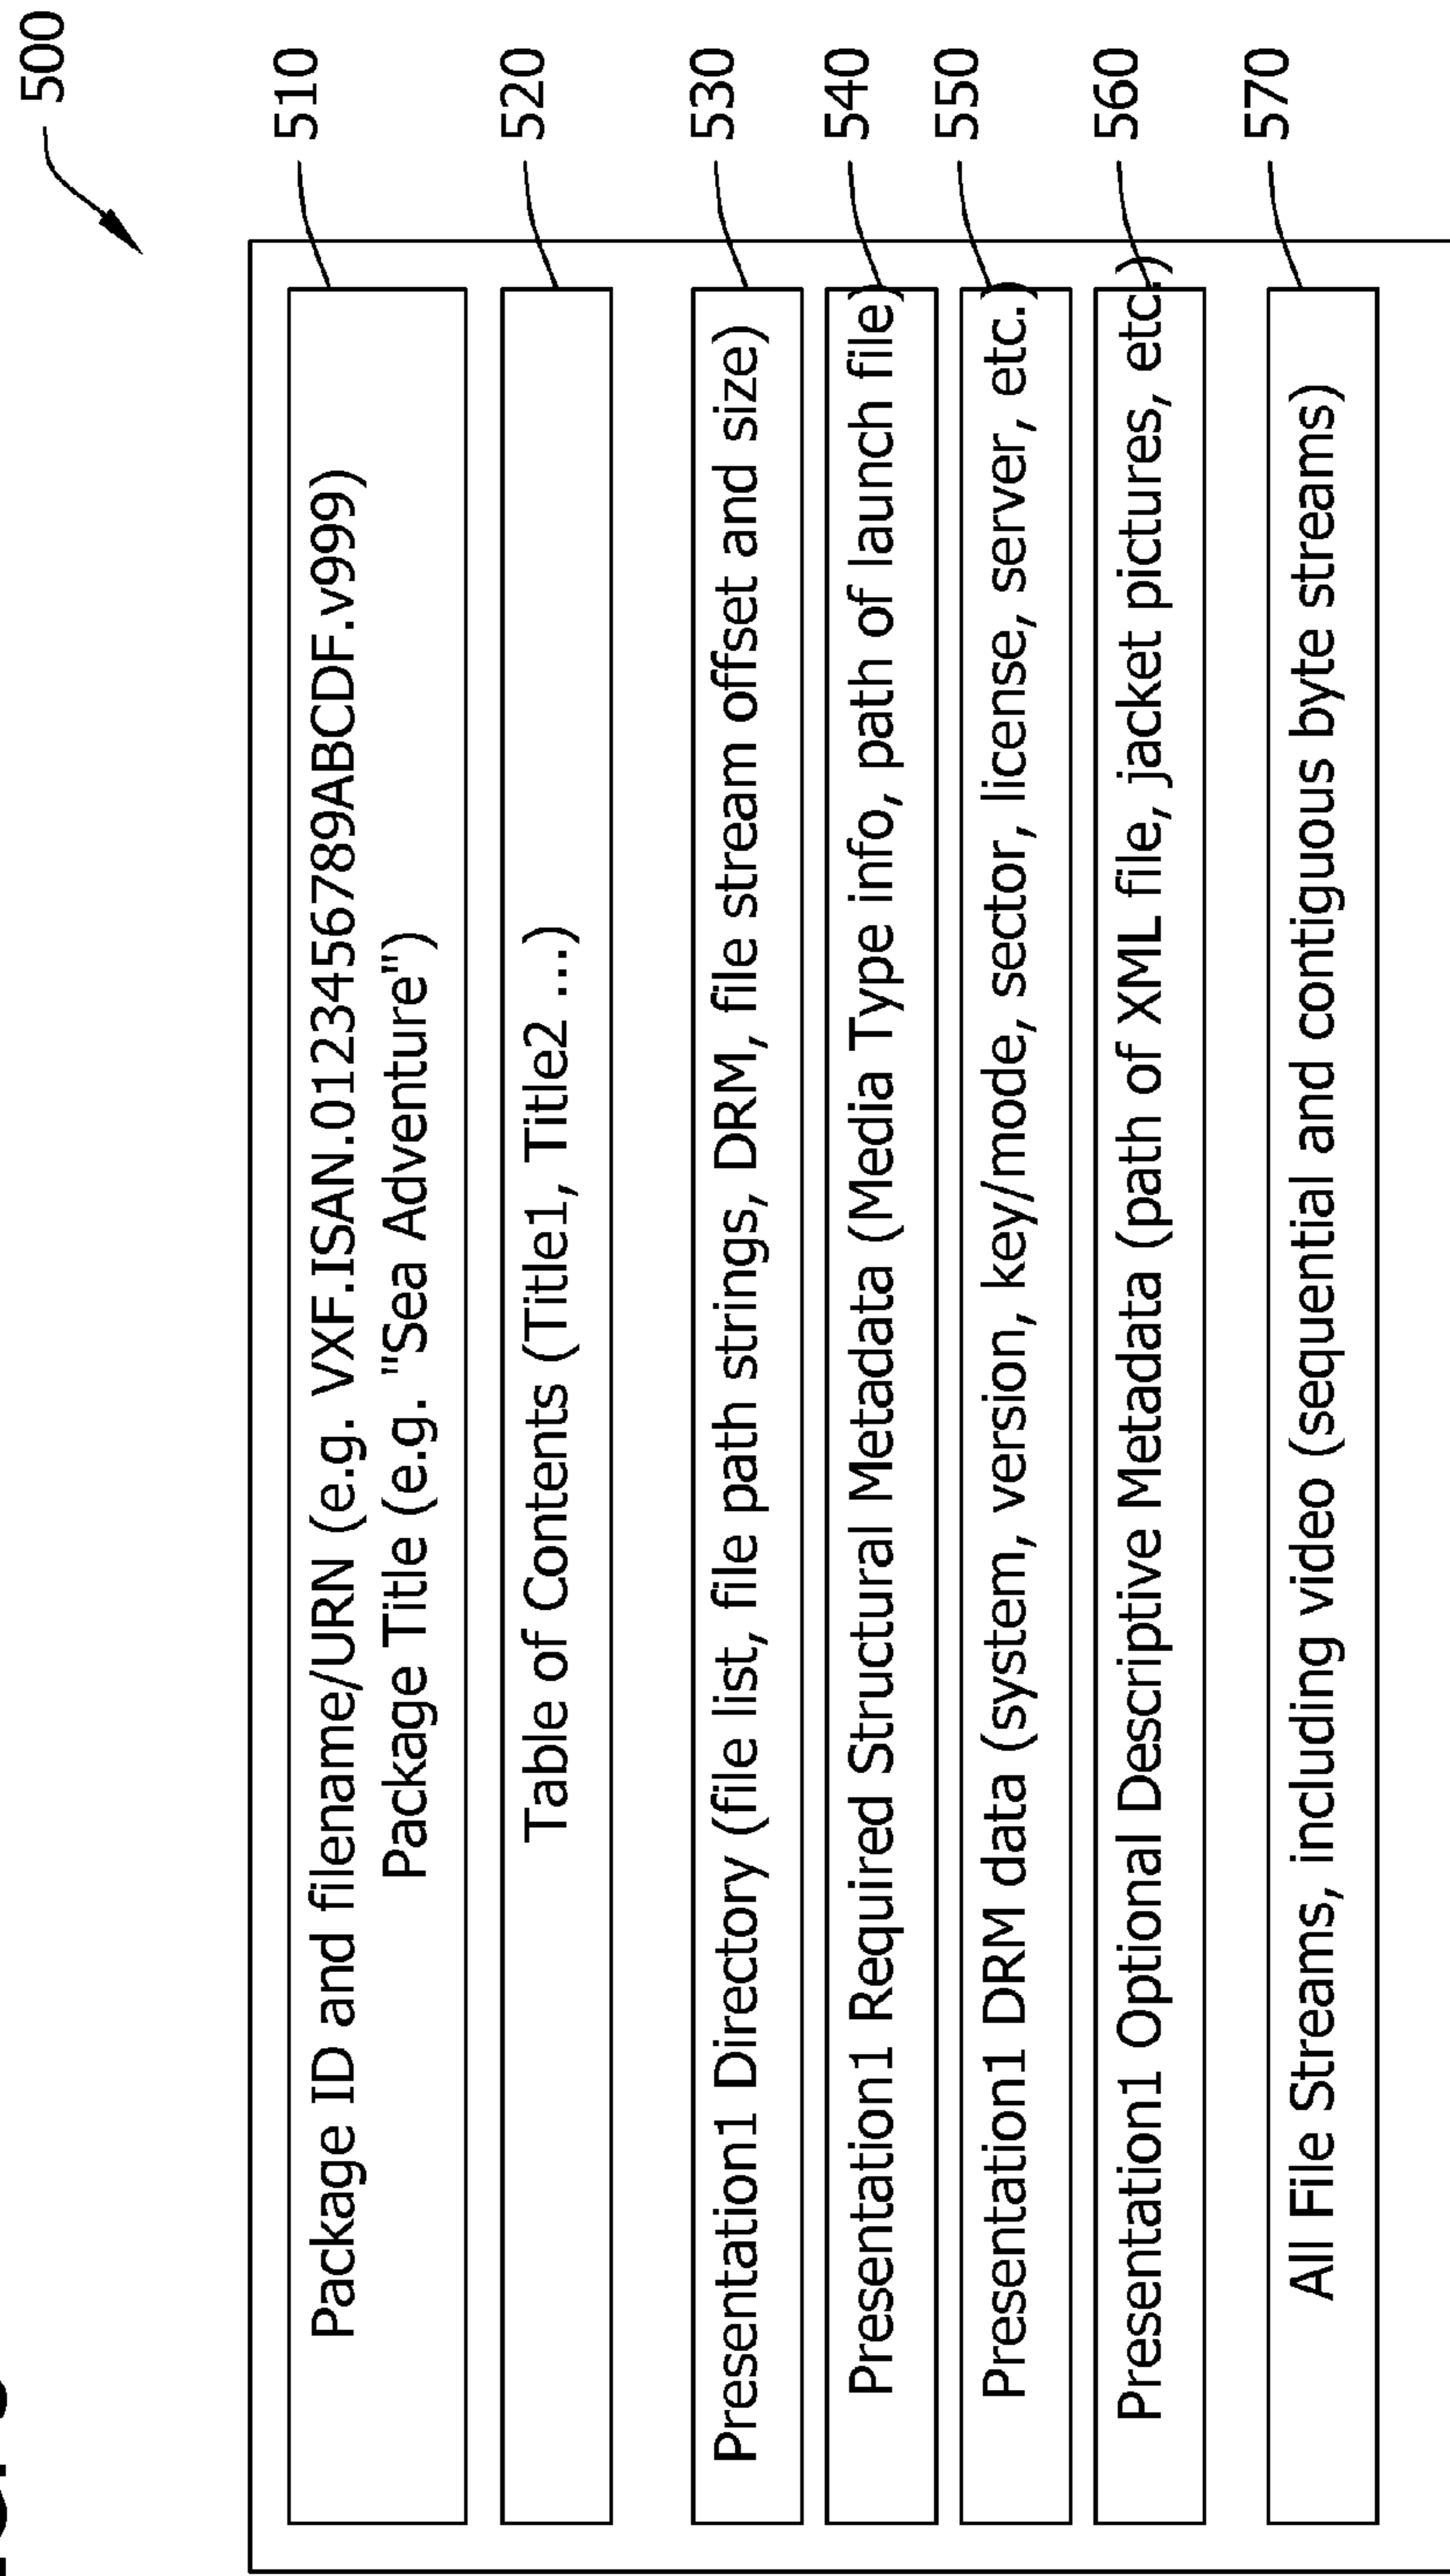 500
Package ID and filename/URN (e.g. VXF.ISAN.0123456789ABCDF.v999)
Package Title (e.g. "Sea Adventure")
510
Table of Contents (Title1, Title2 ...)
520
Presentation1 Directory (file list, file path strings, DRM, file stream offset and size)
530
Presentation1 Required Structural Metadata (Media Type info, path of launch file)
540
Presentation1 DRM data (system, version, key/mode, sector, license, server, etc.)
550
Presentation1 Optional Descriptive Metadata (path of XML file, jacket pictures, etc.)
560
All File Streams, including video (sequential and contiguous byte streams)
570